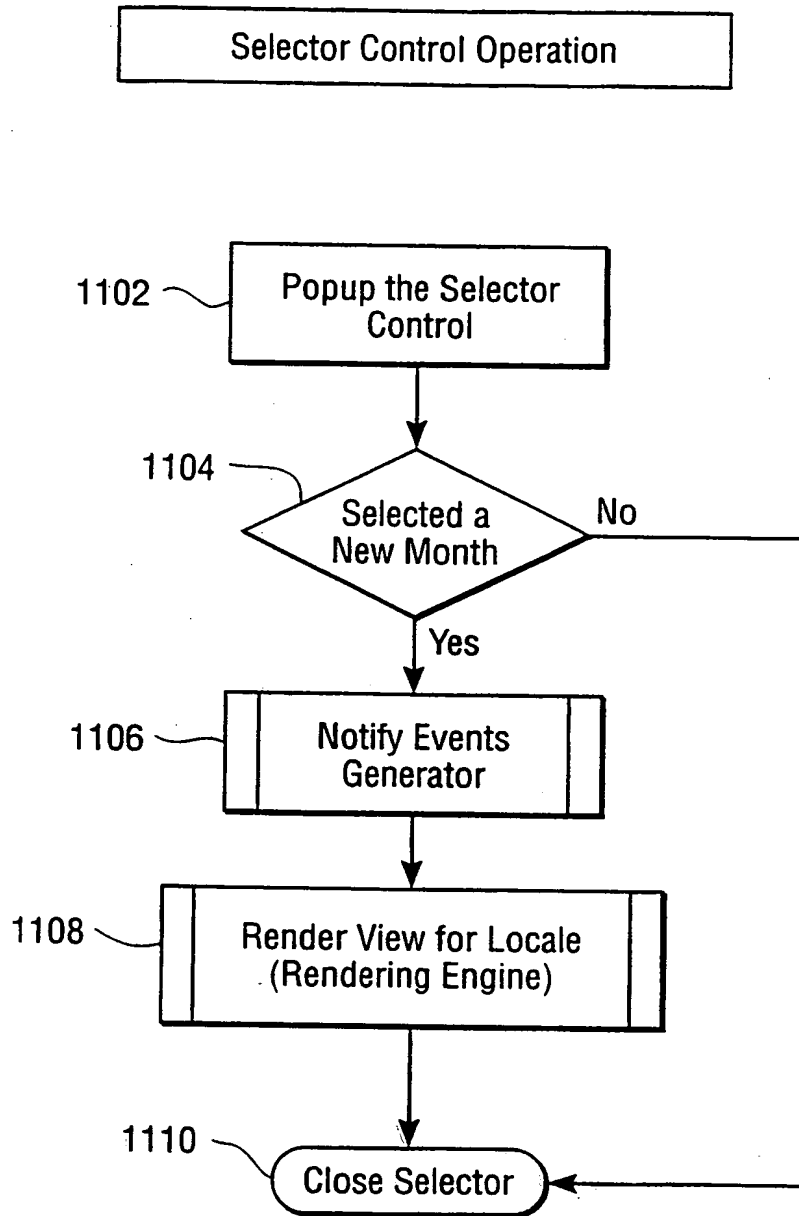 Selector Control Operation
1102
Popup the Selector
Control
1104
Selected a
New Month
No
Yes
1106
Notify Events
Generator
1108
Render View for Locale
(Rendering Engine)
1110
Close Selector